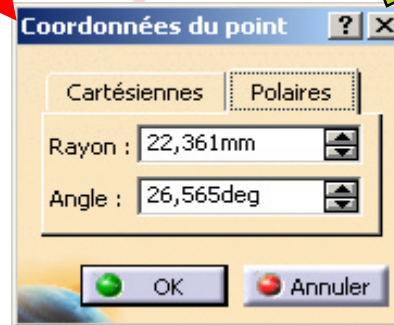 Coordonnées du point ? X
Cartésiennes Polaires
Rayon : 22,361mm
Angle : 26,565deg
OK Annuler